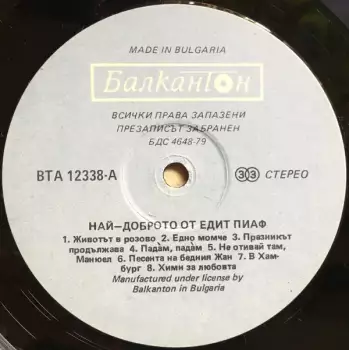 MADE IN BULGARIA
Балкантон
ВСИЧКИ ПРАВА ЗАПАЗЕНИ
ПРЕЗАПИСЪТ ЗАБРАНЕН
БДС 4648-79
ВТА 12338-А
33 СТЕРЕО
НАЙ-ДОБРОТО ОТ ЕДИТ ПИАФ
1. Животът в розово 2. Едно момче 3. Празникът
продължава 4. Падам, падам 5. Не отивай там,
Манюел 6. Песента на бедния Жан 7. В Хам-
бург 8. Химн за любовта
Manufactured under license by
Balkanton in Bulgaria